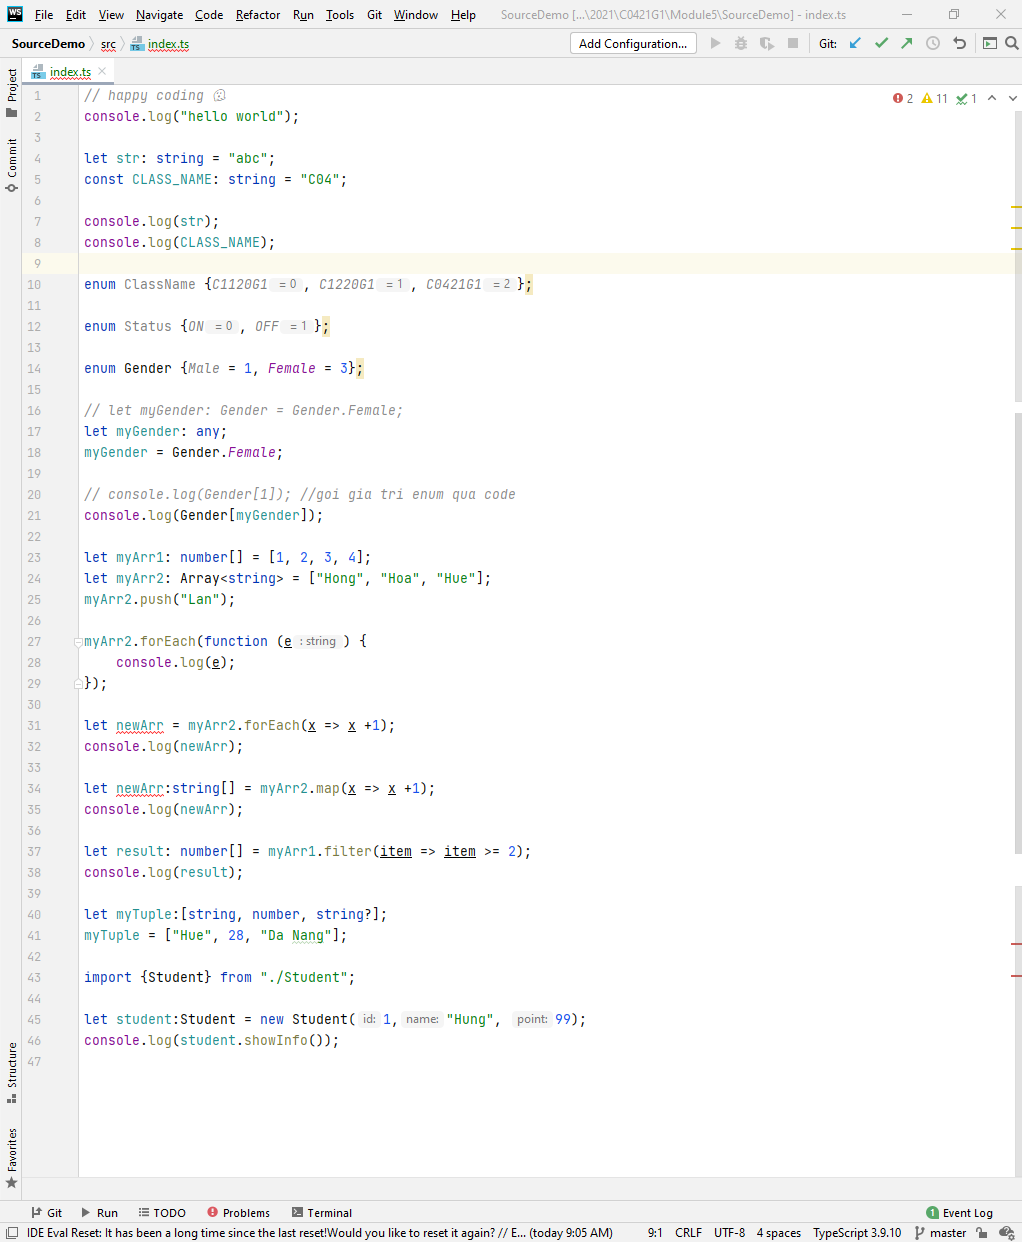 WS File Edit View Navigate Code Refactor Run Tools Git Window Help SourceDemo [...\2021\C0421G1\Module5\SourceDemo] - index.ts
SourceDemo src TS index.ts Add Configuration... Git:
TS index.ts
Project
Commit
Structure
Favorites
2 11 1
1 // happy coding
2 console.log("hello world");
3
4 let str: string = "abc";
5 const CLASS_NAME: string = "C04";
6
7 console.log(str);
8 console.log(CLASS_NAME);
9
10 enum ClassName {C1120G1 = 0 , C1220G1 = 1 , C0421G1 = 2 };
11
12 enum Status {ON = 0 , OFF = 1 };
13
14 enum Gender {Male = 1, Female = 3};
15
16 // let myGender: Gender = Gender.Female;
17 let myGender: any;
18 myGender = Gender.Female;
19
20 // console.log(Gender[1]); //goi gia tri enum qua code
21 console.log(Gender[myGender]);
22
23 let myArr1: number[] = [1, 2, 3, 4];
24 let myArr2: Array<string> = ["Hong", "Hoa", "Hue"];
25 myArr2.push("Lan");
26
27 myArr2.forEach(function (e : string ) {
28 console.log(e);
29 });
30
31 let newArr = myArr2.forEach(x => x +1);
32 console.log(newArr);
33
34 let newArr:string[] = myArr2.map(x => x +1);
35 console.log(newArr);
36
37 let result: number[] = myArr1.filter(item => item >= 2);
38 console.log(result);
39
40 let myTuple:[string, number, string?];
41 myTuple = ["Hue", 28, "Da Nang"];
42
43 import {Student} from "./Student";
44
45 let student:Student = new Student( id: 1, name: "Hung", point: 99);
46 console.log(student.showInfo());
47
Git Run TODO Problems Terminal 1 Event Log
IDE Eval Reset: It has been a long time since the last reset!Would you like to reset it again? // E... (today 9:05 AM) 9:1 CRLF UTF-8 4 spaces TypeScript 3.9.10 master